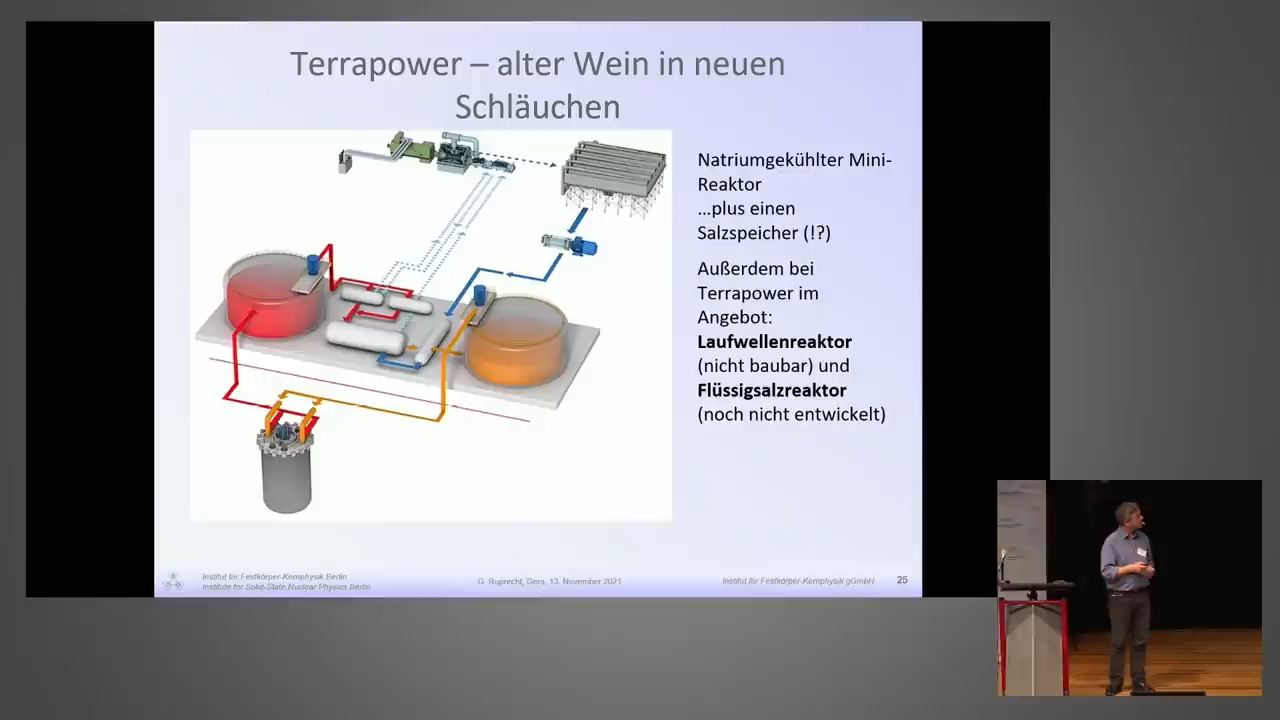 Terrapower – alter Wein in neuen
Schläuchen
Natriumgekühlter Mini-
Reaktor
...plus einen
Salzspeicher (!?)
Außerdem bei
Terrapower im
Angebot:
Laufwellenreaktor
(nicht baubar) und
Flüssigsalzreaktor
(noch nicht entwickelt)
Institut für Festkörper-Kernphysik Berlin
Institute for Solid-State Nuclear Physics Berlin
G. Ruprecht, Gera, 13. November 2021
Institut für Festkörper-Kernphysik gGmbH
25